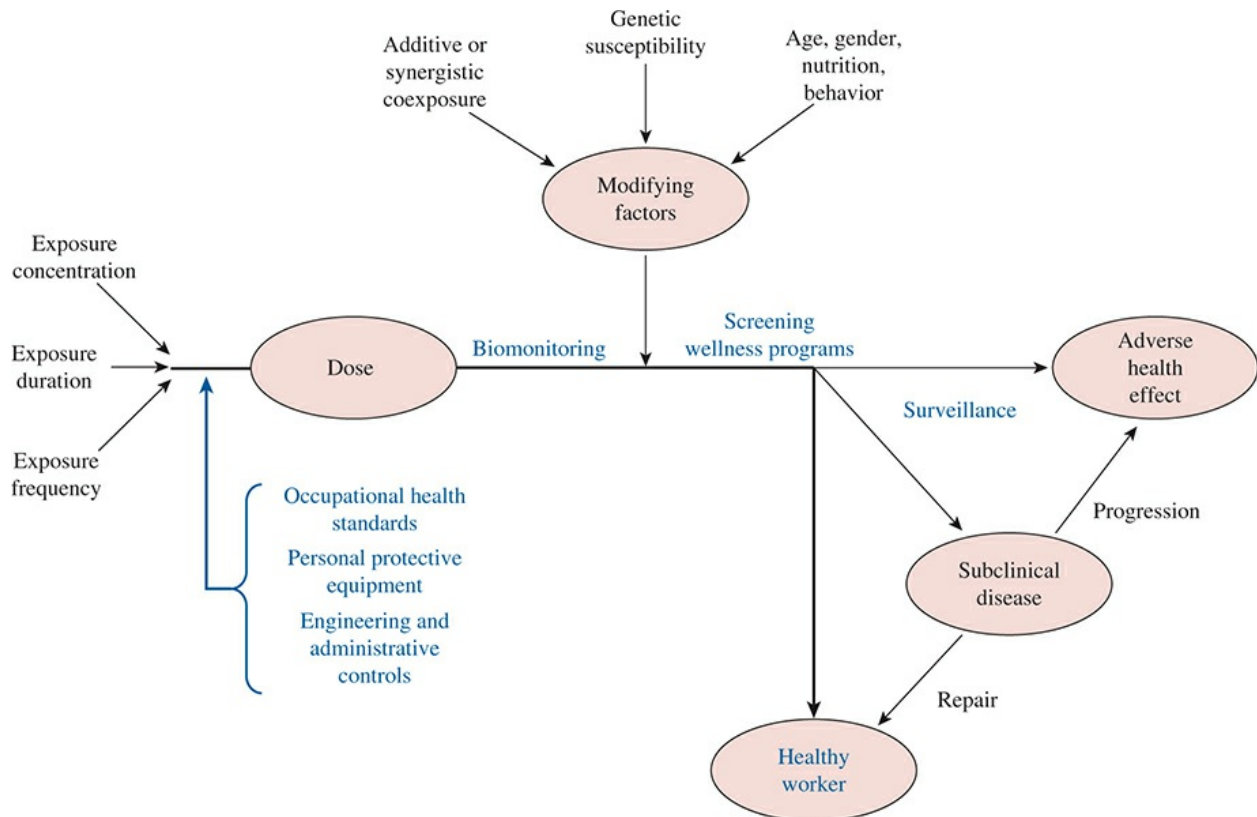 Genetic
susceptibility
Additive or
synergistic
coexposure
Age, gender,
nutrition,
behavior
Modifying
factors
Exposure
concentration
Exposure
duration
Exposure
frequency
Dose
Biomonitoring
Screening
wellness programs
Adverse
health
effect
Surveillance
Occupational health
standards
Personal protective
equipment
Engineering and
administrative
controls
Progression
Subclinical
disease
Repair
Healthy
worker